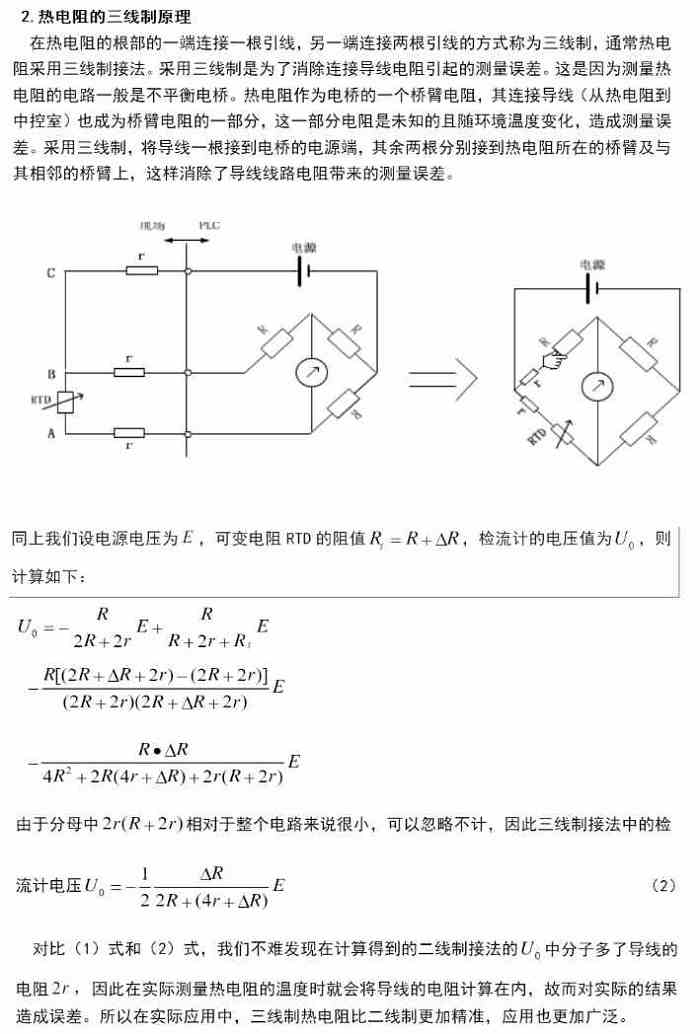 2.热电阻的三线制原理
在热电阻的根部的一端连接一根引线，另一端连接两根引线的方式称为三线制，通常热电
阻采用三线制接法。采用三线制是为了消除连接导线电阻引起的测量误差。这是因为测量热
电阻的电路一般是不平衡电桥。热电阻作为电桥的一个桥臂电阻，其连接导线（从热电阻到
中控室）也成为桥臂电阻的一部分，这一部分电阻是未知的且随环境温度变化，造成测量误
差。采用三线制，将导线一根接到电桥的电源端，其余两根分别接到热电阻所在的桥臂及与
其相邻的桥臂上，这样消除了导线线路电阻带来的测量误差。
现场 PLC
电源
C r
R R
B r
RTD
R
A r
电源
R R
r
r
RTD R
同上我们设电源电压为 E ，可变电阻 RTD 的阻值 R_t = R + ΔR，检流计的电压值为 U_0 ，则
计算如下：
U_0 = - R/(2R+2r) E + R/(R+2r+R_t) E
- R[(2R+ΔR+2r)-(2R+2r)]/((2R+2r)(2R+ΔR+2r)) E
- R•ΔR/(4R²+2R(4r+ΔR)+2r(R+2r)) E
由于分母中 2r(R+2r) 相对于整个电路来说很小，可以忽略不计，因此三线制接法中的检
流计电压 U_0 = - 1/2 ΔR/(2R+(4r+ΔR)) E （2）
对比（1）式和（2）式，我们不难发现在计算得到的二线制接法的 U_0 中分子多了导线的
电阻 2r ，因此在实际测量热电阻的温度时就会将导线的电阻计算在内，故而对实际的结果
造成误差。所以在实际应用中，三线制热电阻比二线制更加精准，应用也更加广泛。